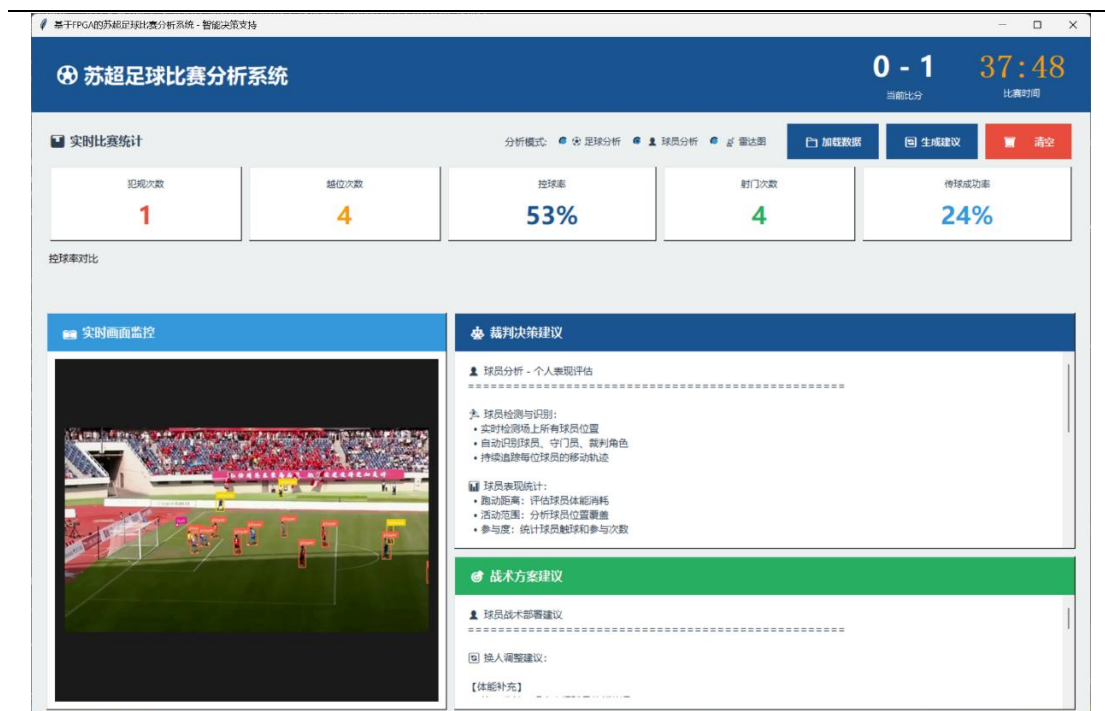 基于FPGA的苏超足球比赛分析系统 - 智能决策支持
苏超足球比赛分析系统
0 - 1
当前比分
37:48
比赛时间
实时比赛统计
分析模式: 足球分析 球员分析 雷达图
加载数据
生成建议
清空
犯规次数
1
越位次数
4
控球率
53%
射门次数
4
传球成功率
24%
控球率对比
实时画面监控
裁判决策建议
球员分析 - 个人表现评估
==================================================
球员检测与识别:
• 实时检测场上所有球员位置
• 自动识别球员、守门员、裁判角色
• 持续追踪每位球员的移动轨迹
球员表现统计:
• 跑动距离: 评估球员体能消耗
• 活动范围: 分析球员位置覆盖
• 参与度: 统计球员触球和参与次数
战术方案建议
球员战术部署建议
==================================================
换人调整建议:
【体能补充】